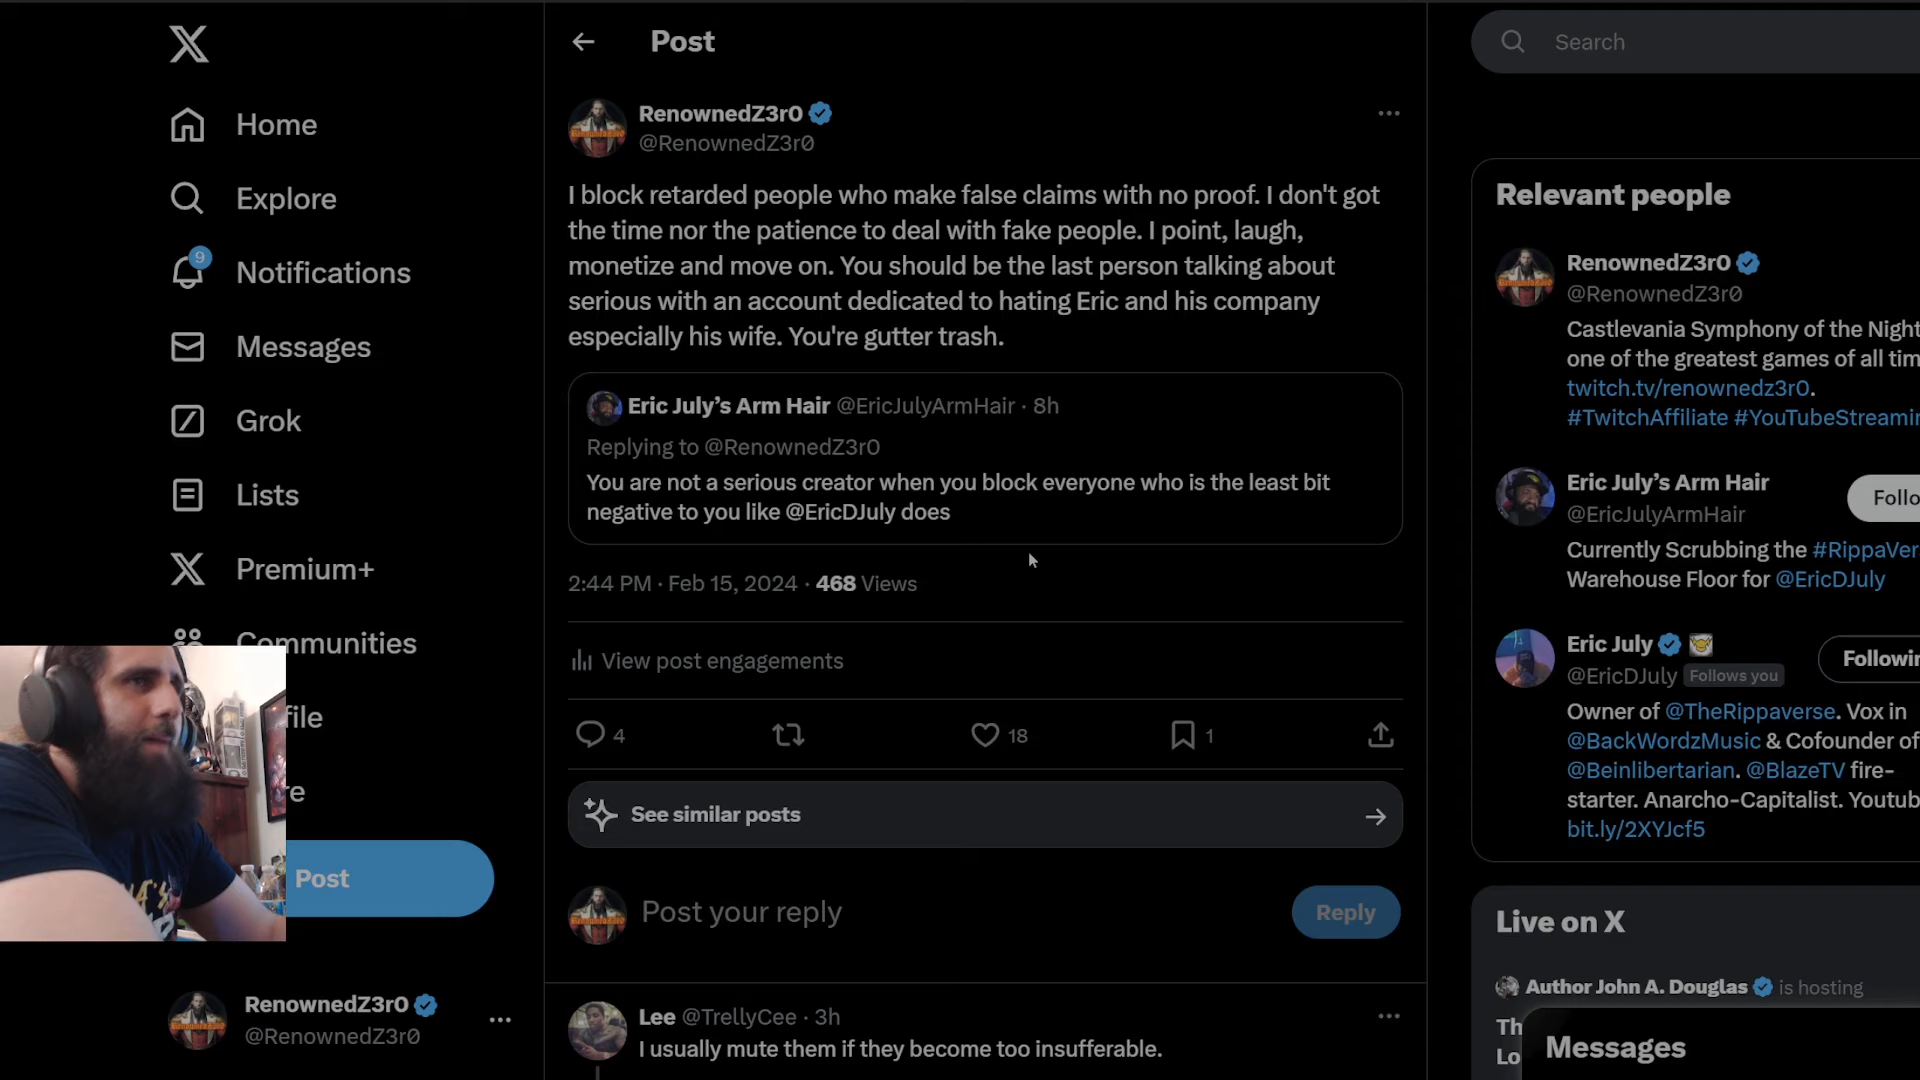 Home
Explore
9
Notifications
Messages
Grok
Lists
Premium+
Communities
file
re
Post
RenownedZ3r0
@RenownedZ3r0
Post
RenownedZ3r0
@RenownedZ3r0
I block retarded people who make false claims with no proof. I don't got
the time nor the patience to deal with fake people. I point, laugh,
monetize and move on. You should be the last person talking about
serious with an account dedicated to hating Eric and his company
especially his wife. You're gutter trash.
Eric July's Arm Hair @EricJulyArmHair · 8h
Replying to @RenownedZ3r0
You are not a serious creator when you block everyone who is the least bit
negative to you like @EricDJuly does
2:44 PM · Feb 15, 2024 · 468 Views
View post engagements
4
18
1
See similar posts
Post your reply
Reply
Lee @TrellyCee · 3h
I usually mute them if they become too insufferable.
Search
Relevant people
RenownedZ3r0
@RenownedZ3r0
Castlevania Symphony of the Night
one of the greatest games of all tim
twitch.tv/renownedz3r0.
#TwitchAffiliate #YouTubeStreamin
Eric July's Arm Hair
@EricJulyArmHair
Follo
Currently Scrubbing the #RippaVer
Warehouse Floor for @EricDJuly
Eric July
@EricDJuly Follows you
Followin
Owner of @TheRippaverse. Vox in
@BackWordzMusic & Cofounder of
@Beinlibertarian. @BlazeTV fire-
starter. Anarcho-Capitalist. Youtub
bit.ly/2XYJcf5
Live on X
Author John A. Douglas is hosting
Th
Lo
Messages